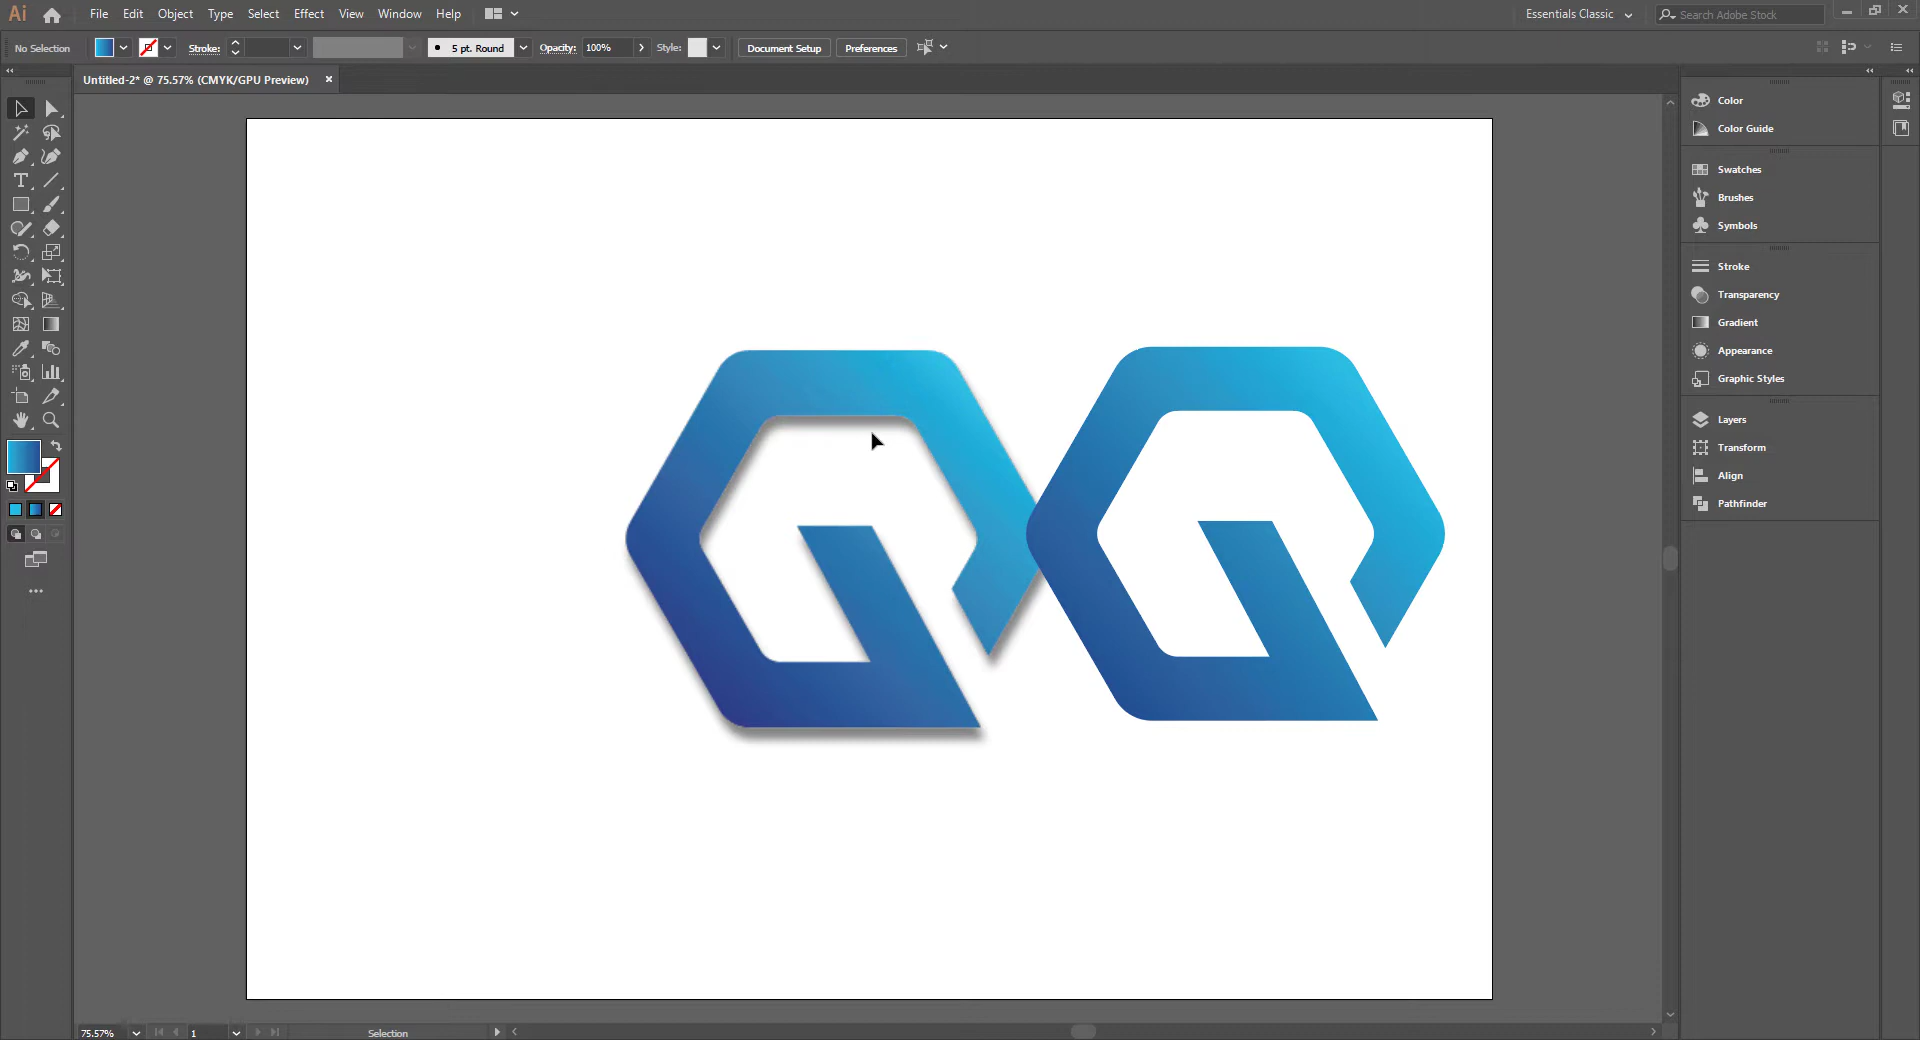 Ai File Edit Object Type Select Effect View Window Help Essentials Classic Search Adobe Stock
No Selection Stroke: 5 pt. Round Opacity: 100% Style: Document Setup Preferences
Untitled-2* @ 75.57% (CMYK/GPU Preview)
Color
Color Guide
Swatches
Brushes
Symbols
Stroke
Transparency
Gradient
Appearance
Graphic Styles
Layers
Transform
Align
Pathfinder
75.57% 1 Selection